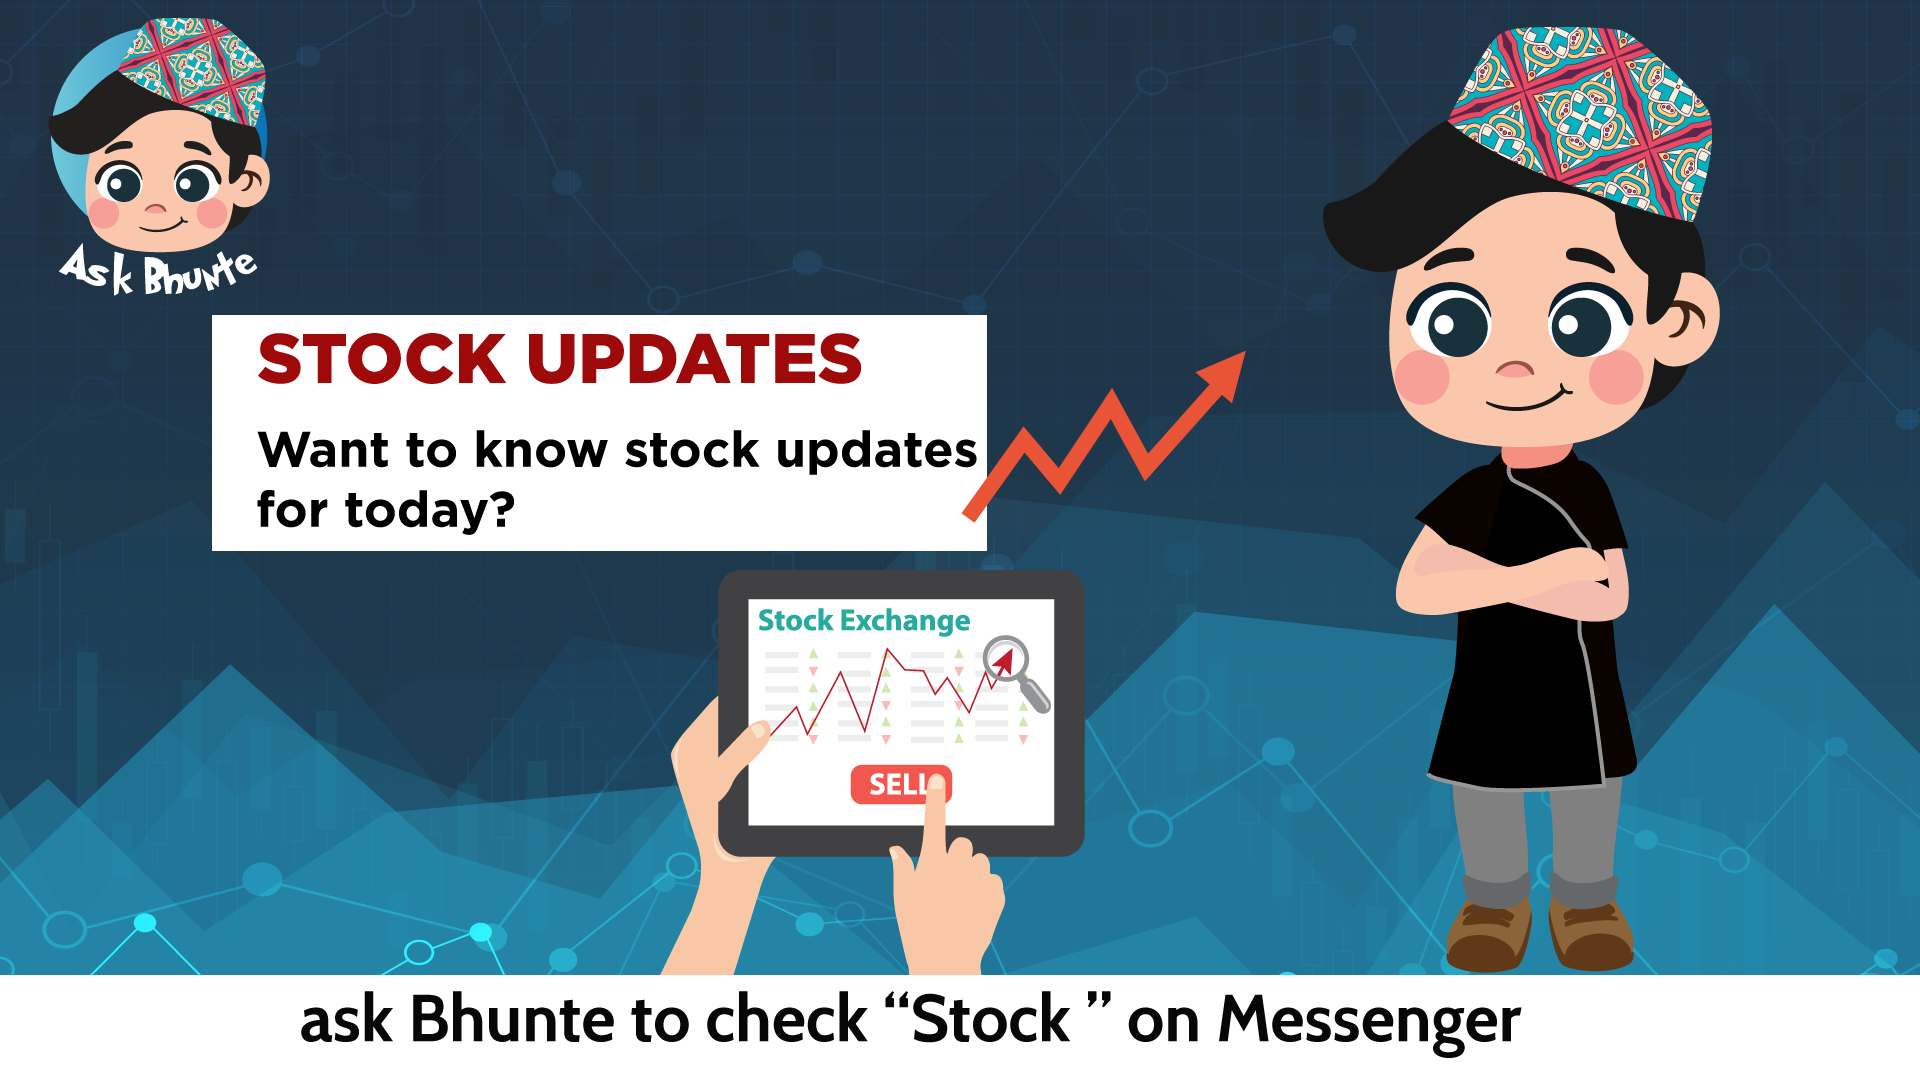 Ask Bhunte
STOCK UPDATES
Want to know stock updates
for today?
Stock Exchange
SELL
ask Bhunte to check “Stock ” on Messenger